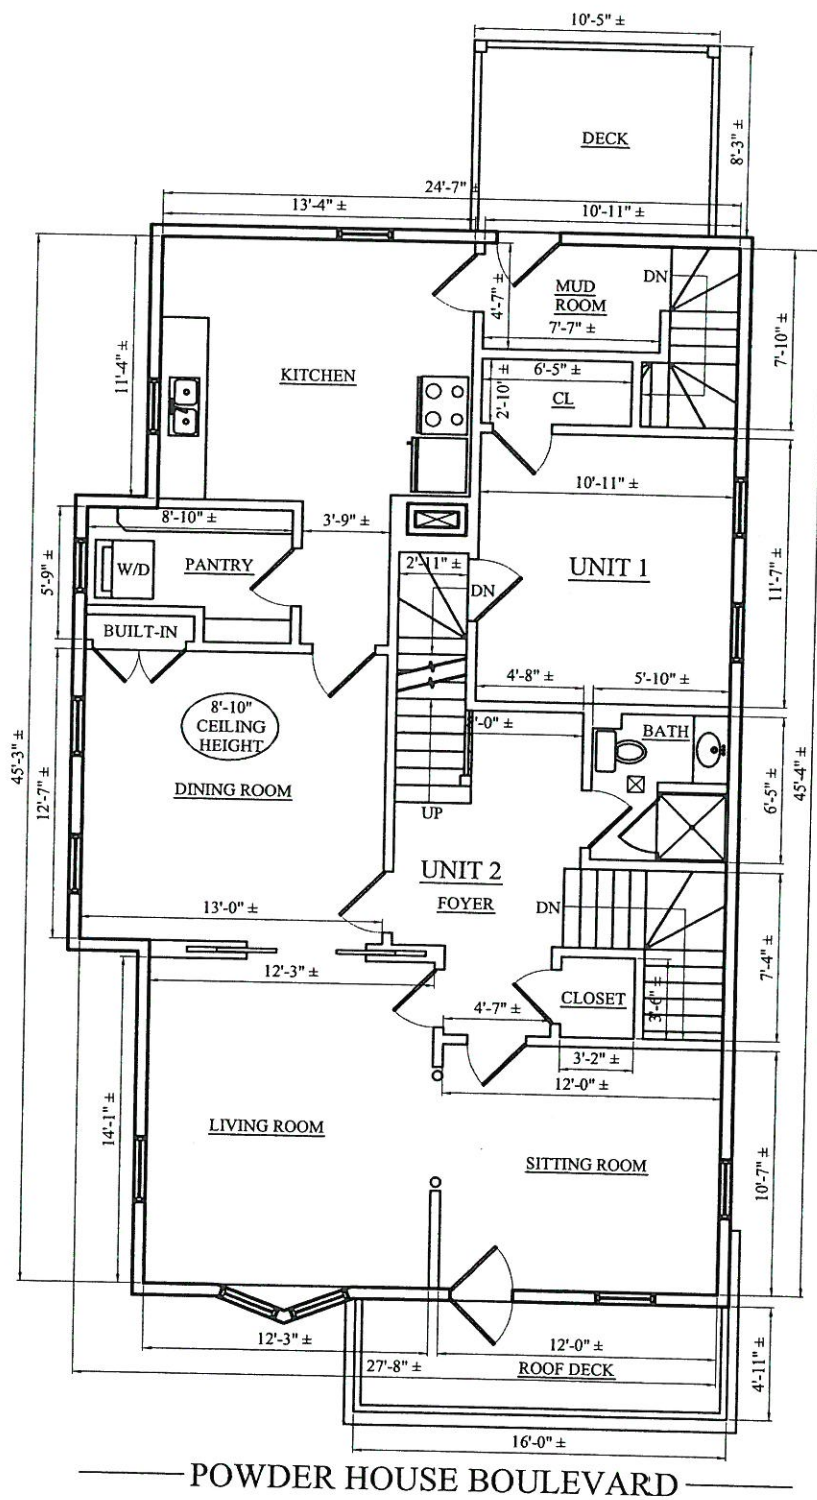 10'-5" ±
DECK
8'-3" ±
24'-7" ±
13'-4" ±
10'-11" ±
MUD
ROOM
DN
4'-7" ±
7'-7" ±
7'-10" ±
11'-4" ±
KITCHEN
6'-5" ±
2'-10" ±
CL
10'-11" ±
8'-10" ±
3'-9" ±
5'-9" ±
W/D
PANTRY
2'-11" ±
DN
UNIT 1
11'-7" ±
BUILT-IN
4'-8" ±
5'-10" ±
8'-10"
CEILING
HEIGHT
'-0" ±
BATH
45'-3" ±
12'-7" ±
DINING ROOM
6'-5" ±
45'-4" ±
UP
UNIT 2
FOYER
DN
13'-0" ±
12'-3" ±
7'-4" ±
4'-7" ±
CLOSET
3'-6" ±
3'-2" ±
12'-0" ±
14'-1" ±
LIVING ROOM
SITTING ROOM
10'-7" ±
12'-3" ±
12'-0" ±
27'-8" ±
ROOF DECK
4'-11" ±
16'-0" ±
POWDER HOUSE BOULEVARD